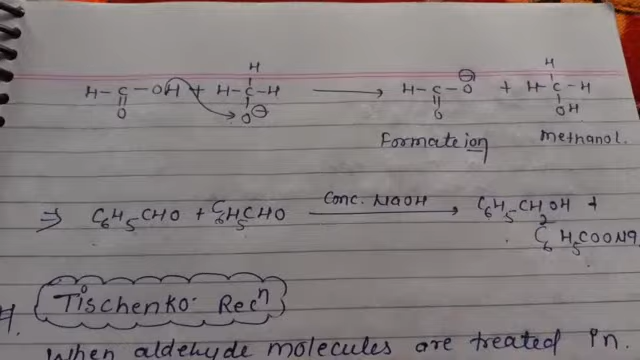 H
H-C-OH + H-C-H ⟶ H-C-O⊖ + H-C-H
O O⊖ O OH
Formate ion Methanol.
⇒ C6H5CHO + C6H5CHO Conc. NaOH ⟶ C6H5CH2OH +
C6H5COONa
4. Tischenko Recⁿ
When aldehyde molecules are treated in